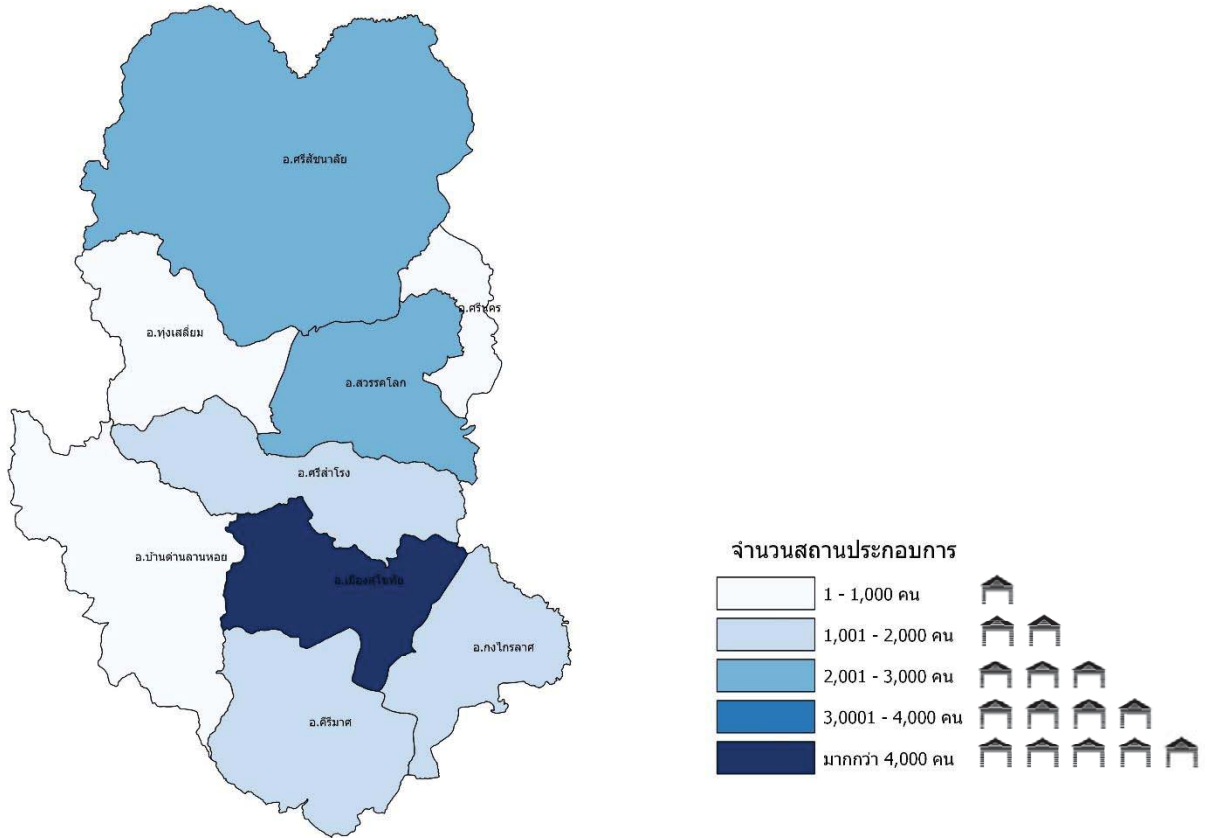 อ.ศรีสัชนาลัย
อ.ศรีนคร
อ.ทุ่งเสลี่ยม
อ.สวรรคโลก
อ.ศรีสำโรง
อ.บ้านด่านลานหอย
อ.เมืองสุโขทัย
อ.กงไกรลาศ
อ.คีรีมาศ
จำนวนสถานประกอบการ
1 - 1,000 คน
1,001 - 2,000 คน
2,001 - 3,000 คน
3,0001 - 4,000 คน
มากกว่า 4,000 คน